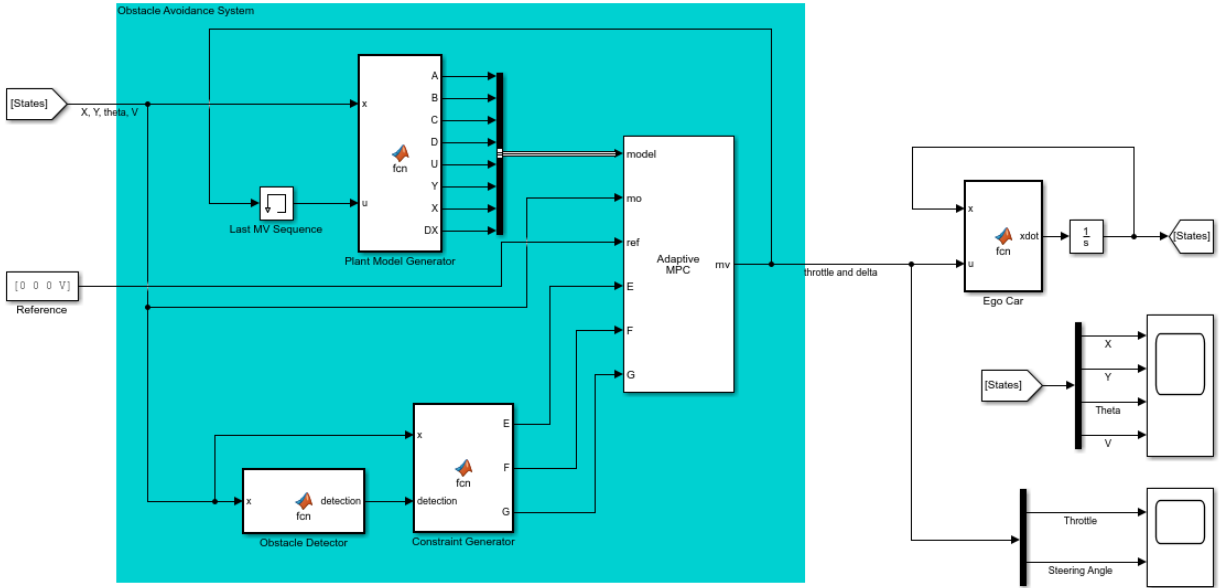 Obstacle Avoidance System
[States]
X, Y, theta, V
x
u
fcn
A
B
C
D
U
Y
X
DX
Plant Model Generator
Last MV Sequence
[0 0 0 V]
Reference
model
mo
ref
E
F
G
Adaptive
MPC
mv
throttle and delta
x
u
fcn
xdot
Ego Car
1
s
[States]
[States]
X
Y
Theta
V
x
fcn
detection
Obstacle Detector
x
detection
fcn
E
F
G
Constraint Generator
Throttle
Steering Angle